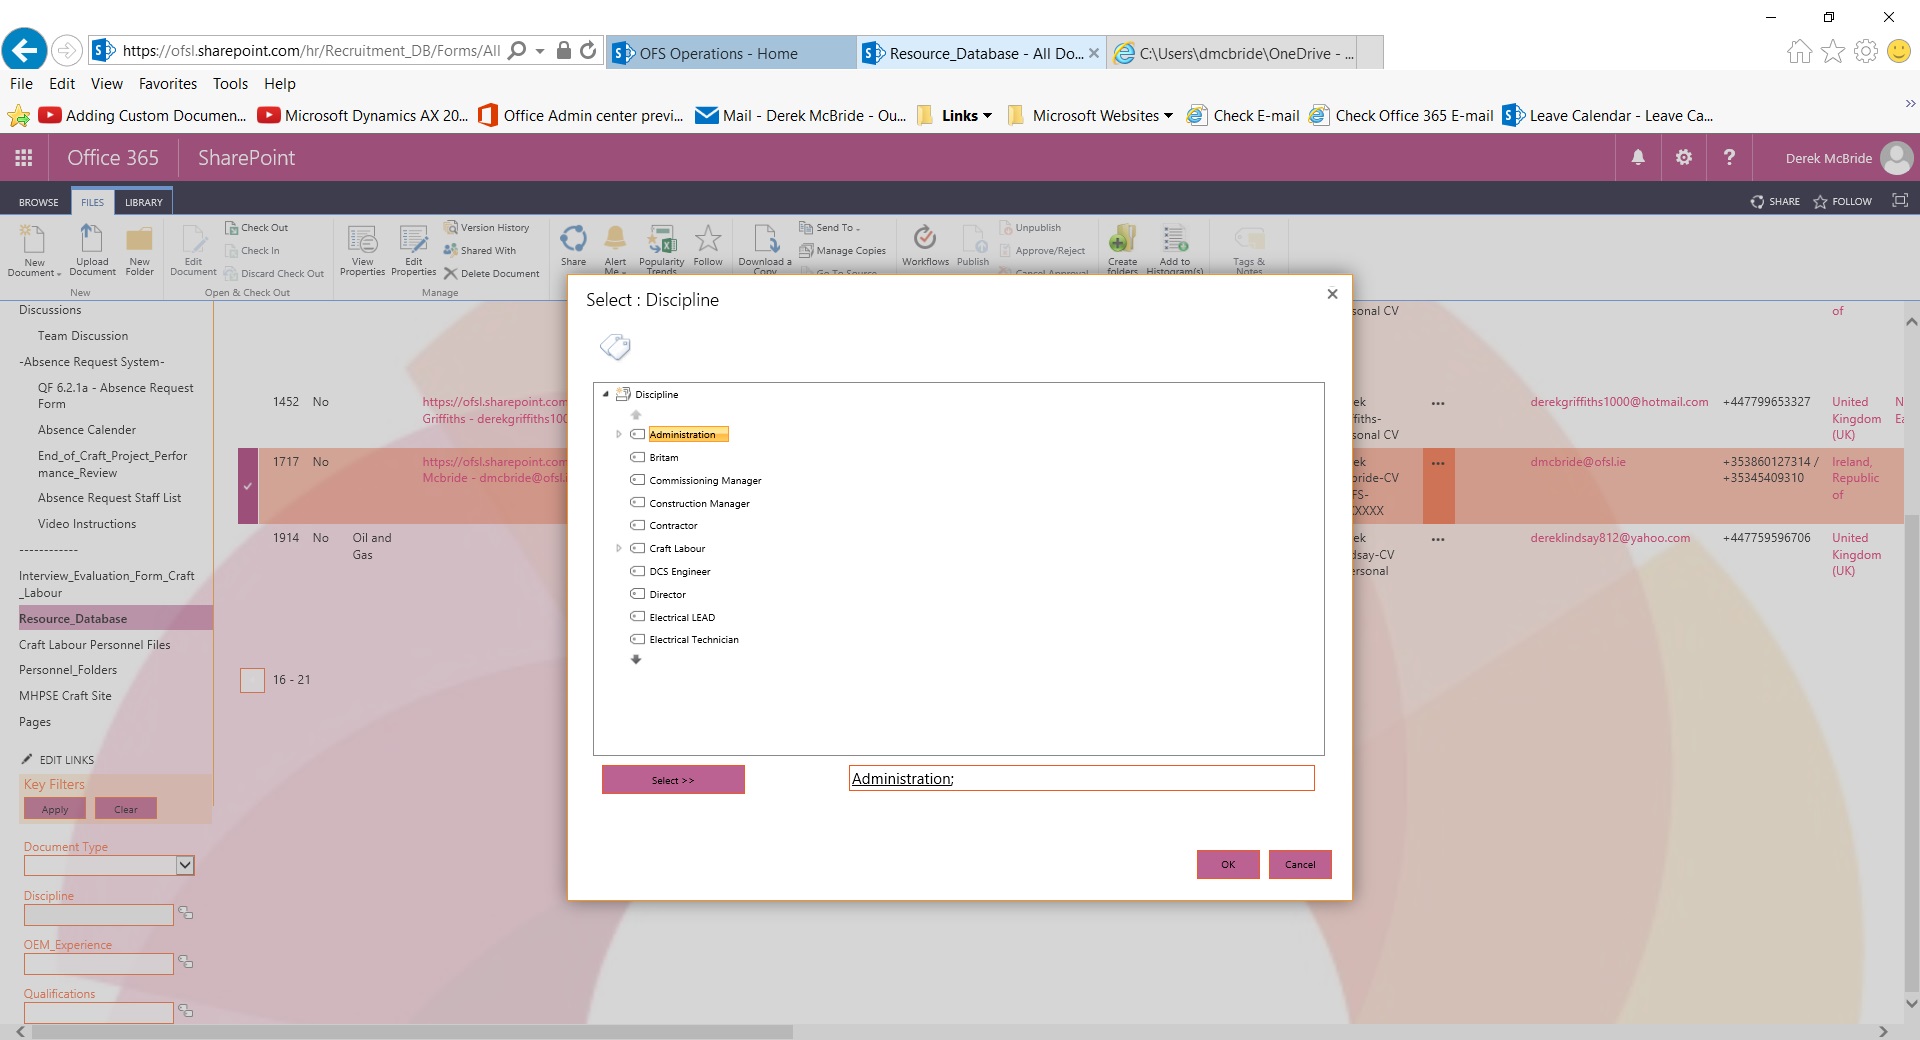 https://ofsl.sharepoint.com/hr/Recruitment_DB/Forms/All
OFS Operations - Home
Resource_Database - All Do...
C:\Users\dmcbride\OneDrive - ...
File Edit View Favorites Tools Help
Adding Custom Documen... Microsoft Dynamics AX 20... Office Admin center previ... Mail - Derek McBride - Ou... Links Microsoft Websites Check E-mail Check Office 365 E-mail Leave Calendar - Leave Ca...
Office 365 SharePoint Derek McBride
BROWSE FILES LIBRARY SHARE FOLLOW
New Document
Upload Document
New Folder
New
Edit Document
Check Out
Check In
Discard Check Out
Open & Check Out
View Properties
Edit Properties
Version History
Shared With
Delete Document
Manage
Share
Alert Me
Popularity Trends
Follow
Download a Copy
Send To
Manage Copies
Go To Source
Workflows
Publish
Unpublish
Approve/Reject
Cancel Approval
Create folders
Add to Histogram(s)
Tags & Notes
Discussions
Team Discussion
-Absence Request System-
QF 6.2.1a - Absence Request
Form
Absence Calender
End_of_Craft_Project_Perfor
mance_Review
Absence Request Staff List
Video Instructions
------------
Interview_Evaluation_Form_Craft
_Labour
Resource_Database
Craft Labour Personnel Files
Personnel_Folders
MHPSE Craft Site
Pages
EDIT LINKS
Key Filters
Apply Clear
Document Type
Discipline
OEM_Experience
Qualifications
sonal CV of
1452 No https://ofsl.sharepoint.com ek ... derekgriffiths1000@hotmail.com +447799653327 United N
Griffiths - derekgriffiths100 fiths- Kingdom Ea
sonal CV (UK)
1717 No https://ofsl.sharepoint.com ek ... dmcbride@ofsl.ie +353860127314 / Ireland,
Mcbride - dmcbride@ofsl.i bride-CV +35345409310 Republic
FS- of
XXXXX
1914 No Oil and ek ... dereklindsay812@yahoo.com +447759596706 United
Gas dsay-CV Kingdom
ersonal (UK)
16 - 21
Select : Discipline
Discipline
Administration
Britam
Commissioning Manager
Construction Manager
Contractor
Craft Labour
DCS Engineer
Director
Electrical LEAD
Electrical Technician
Select >>
Administration;
OK Cancel